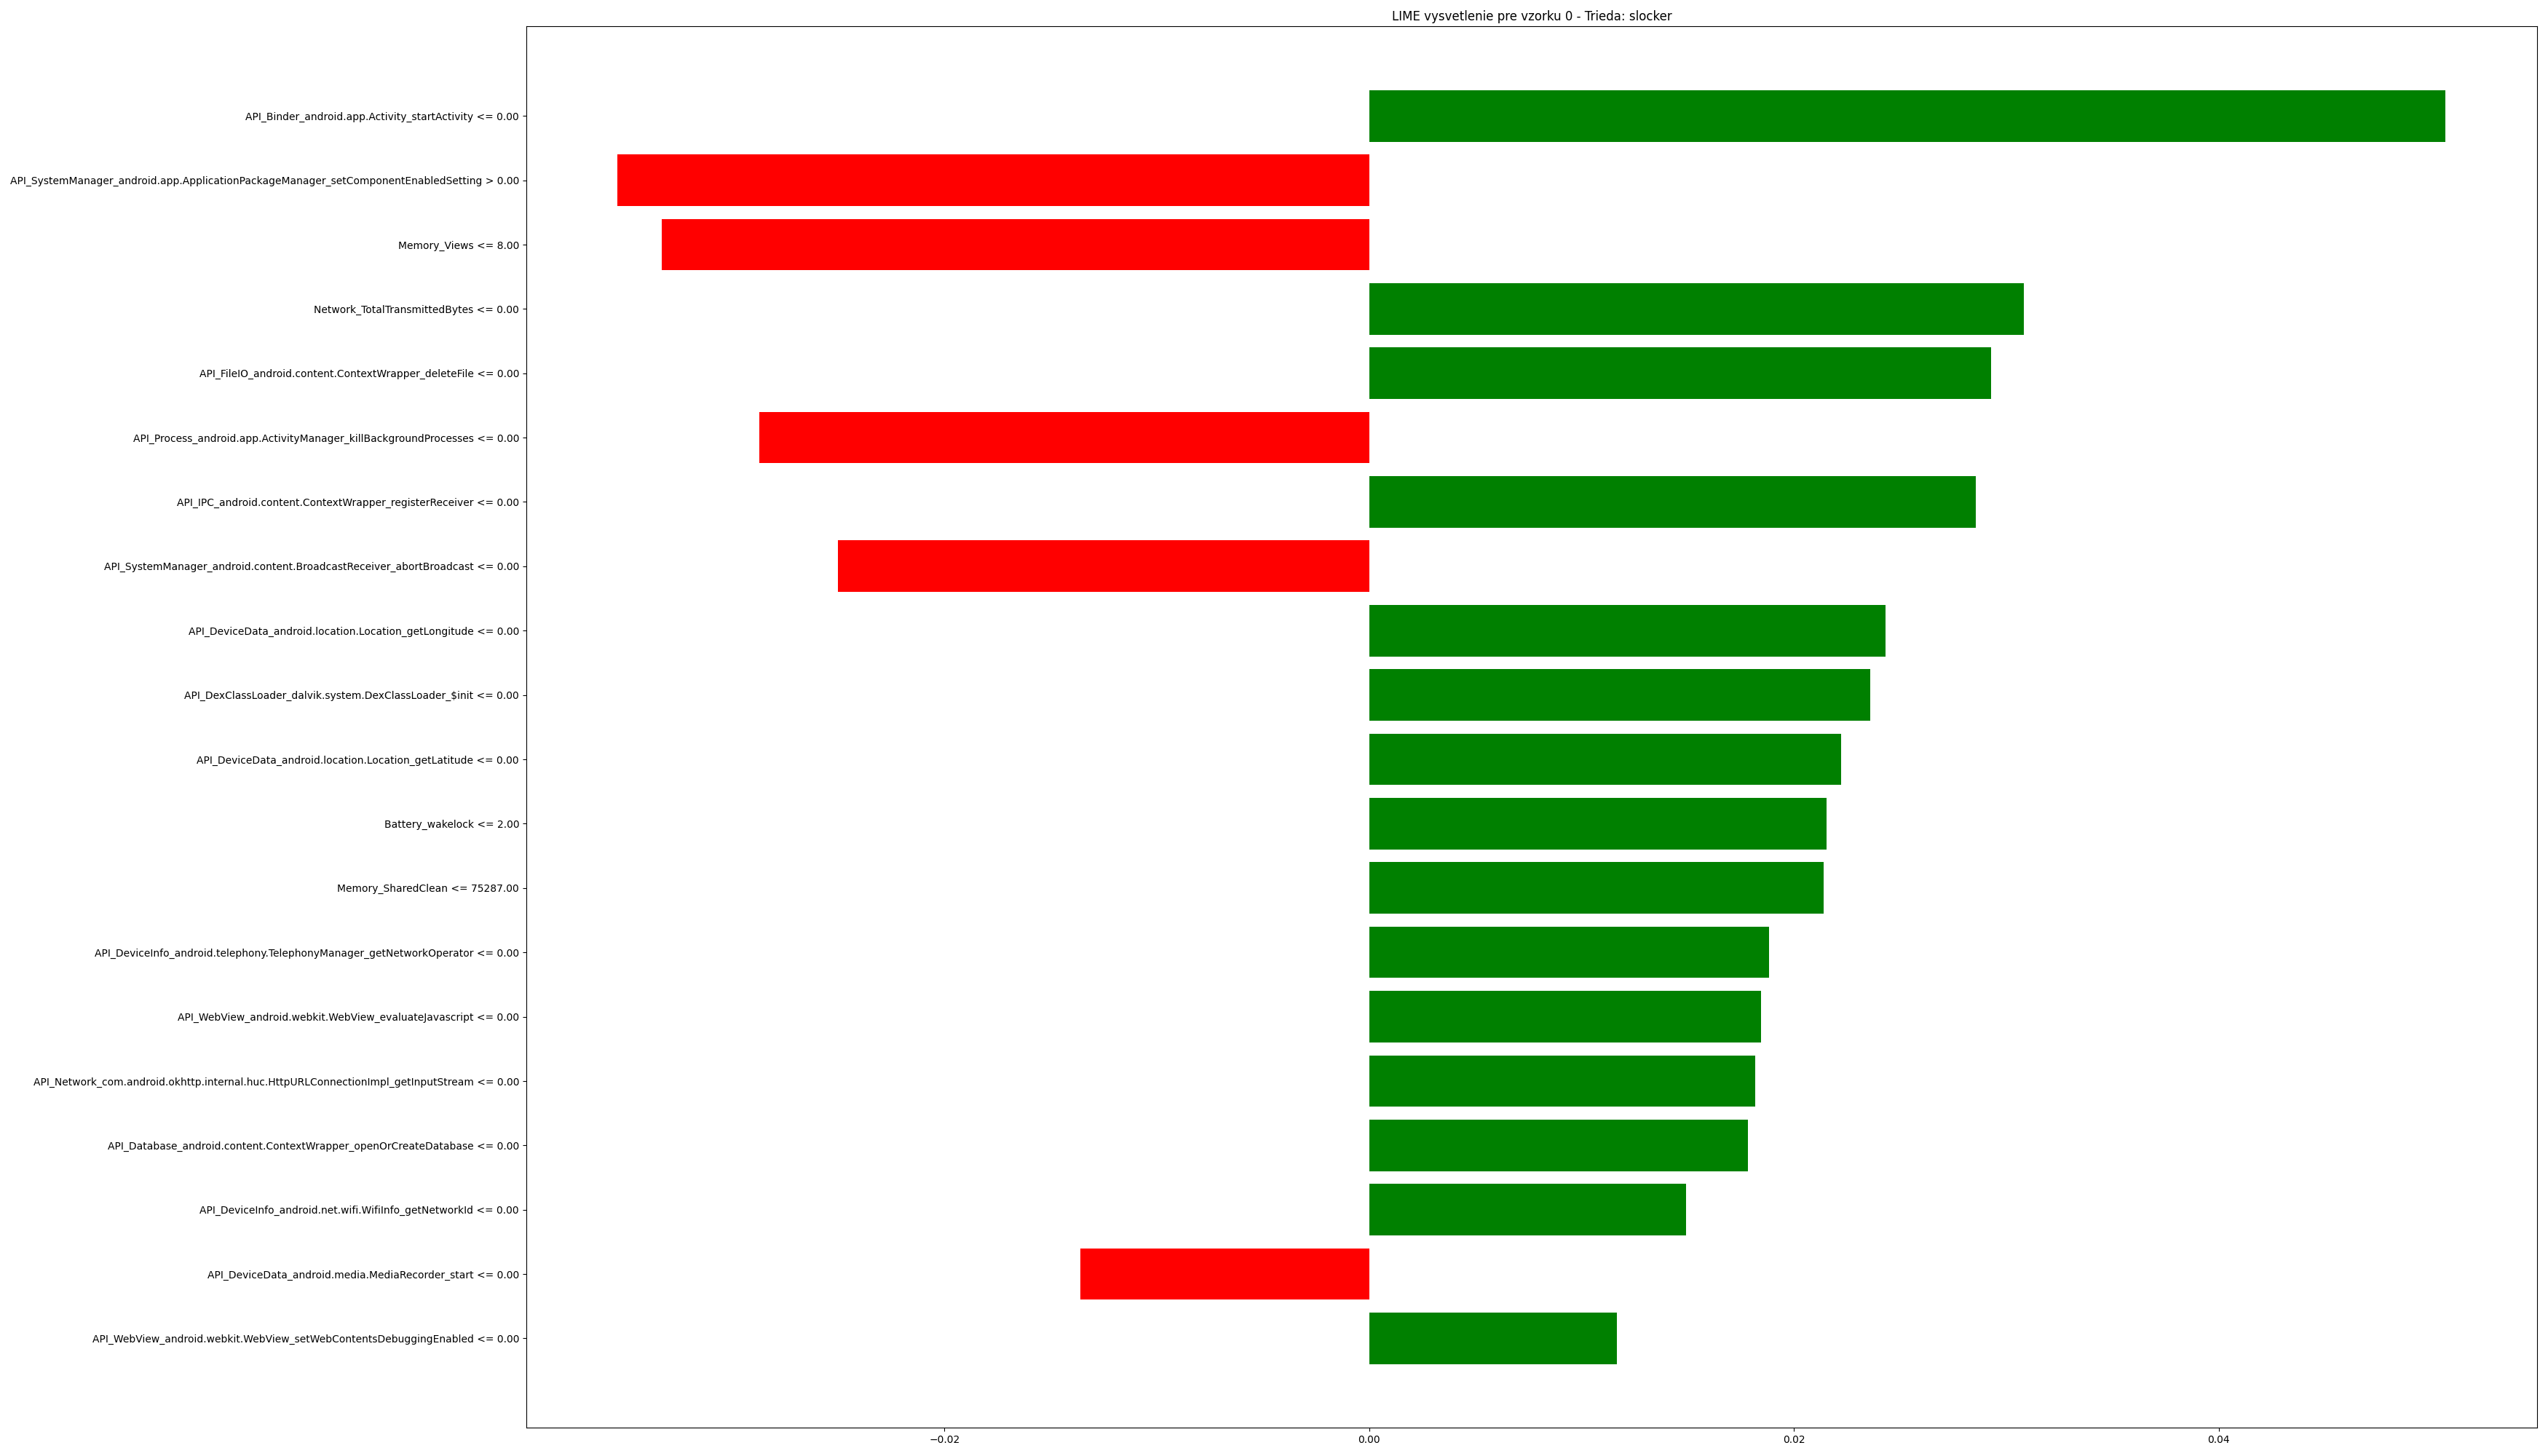 LIME vysvetlenie pre vzorku 0 - Trieda: slocker
API_Binder_android.app.Activity_startActivity <= 0.00
API_SystemManager_android.app.ApplicationPackageManager_setComponentEnabledSetting > 0.00
Memory_Views <= 8.00
Network_TotalTransmittedBytes <= 0.00
API_FileIO_android.content.ContextWrapper_deleteFile <= 0.00
API_Process_android.app.ActivityManager_killBackgroundProcesses <= 0.00
API_IPC_android.content.ContextWrapper_registerReceiver <= 0.00
API_SystemManager_android.content.BroadcastReceiver_abortBroadcast <= 0.00
API_DeviceData_android.location.Location_getLongitude <= 0.00
API_DexClassLoader_dalvik.system.DexClassLoader_$init <= 0.00
API_DeviceData_android.location.Location_getLatitude <= 0.00
Battery_wakelock <= 2.00
Memory_SharedClean <= 75287.00
API_DeviceInfo_android.telephony.TelephonyManager_getNetworkOperator <= 0.00
API_WebView_android.webkit.WebView_evaluateJavascript <= 0.00
API_Network_com.android.okhttp.internal.huc.HttpURLConnectionImpl_getInputStream <= 0.00
API_Database_android.content.ContextWrapper_openOrCreateDatabase <= 0.00
API_DeviceInfo_android.net.wifi.WifiInfo_getNetworkId <= 0.00
API_DeviceData_android.media.MediaRecorder_start <= 0.00
API_WebView_android.webkit.WebView_setWebContentsDebuggingEnabled <= 0.00
−0.02 0.00 0.02 0.04